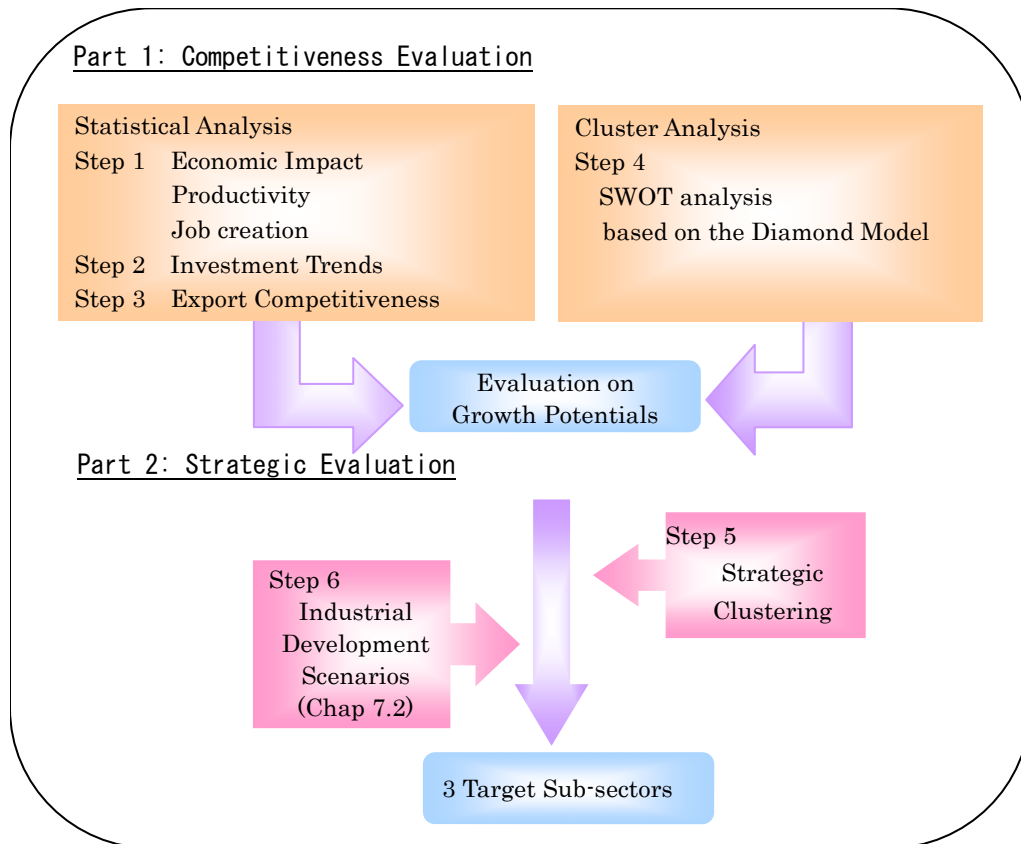 Part 1: Competitiveness Evaluation
Statistical Analysis
Step 1 Economic Impact
Productivity
Job creation
Step 2 Investment Trends
Step 3 Export Competitiveness
Cluster Analysis
Step 4
SWOT analysis
based on the Diamond Model
Evaluation on
Growth Potentials
Part 2: Strategic Evaluation
Step 5
Strategic
Clustering
Step 6
Industrial
Development
Scenarios
(Chap 7.2)
3 Target Sub-sectors